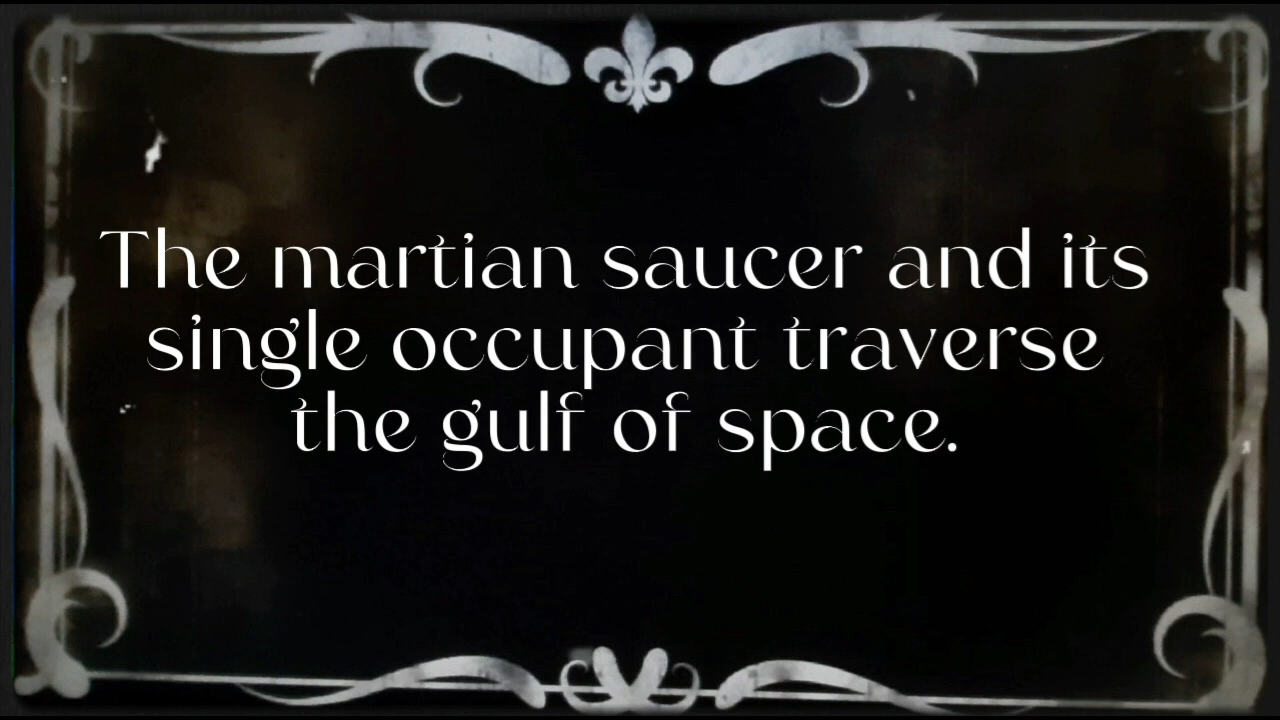 The martian saucer and its
single occupant traverse
the gulf of space.